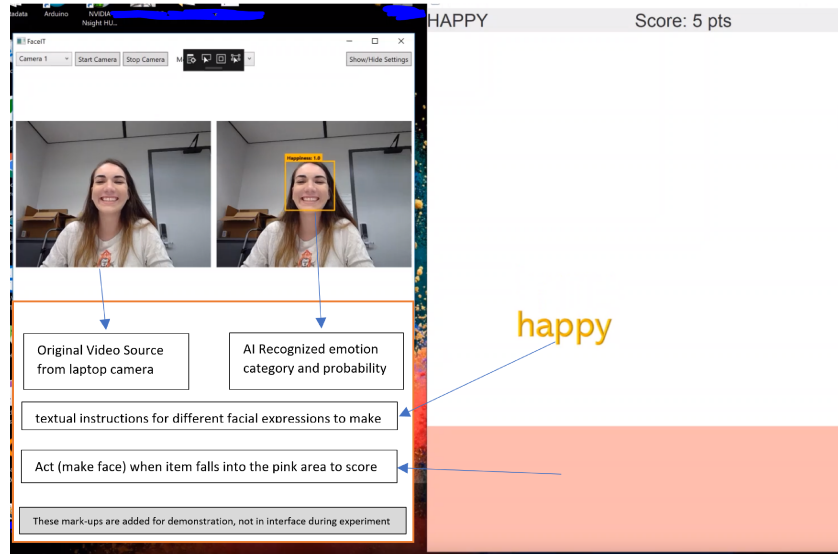 adata
Arduino
NVIDIA
Nsight HU...
HAPPY
Score: 5 pts
FaceIT
Camera 1
Start Camera
Stop Camera
Show/Hide Settings
Happiness: 1.0
Original Video Source
from laptop camera
AI Recognized emotion
category and probability
happy
textual instructions for different facial expressions to make
Act (make face) when item falls into the pink area to score
These mark-ups are added for demonstration, not in interface during experiment